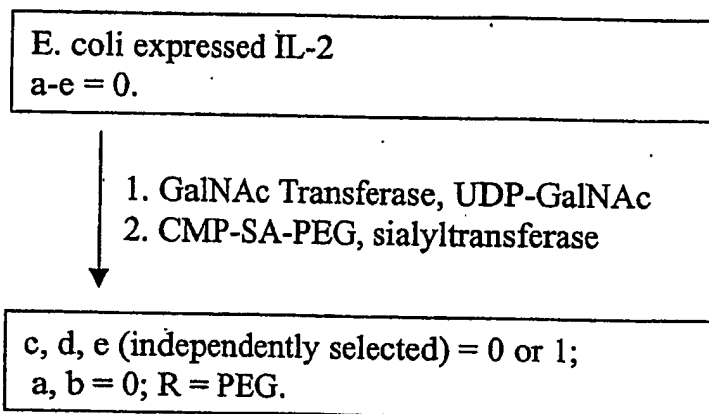 E. coli expressed IL-2
a-e = 0.
1. GalNAc Transferase, UDP-GalNAc
2. CMP-SA-PEG, sialyltransferase
c, d, e (independently selected) = 0 or 1;
a, b = 0; R = PEG.